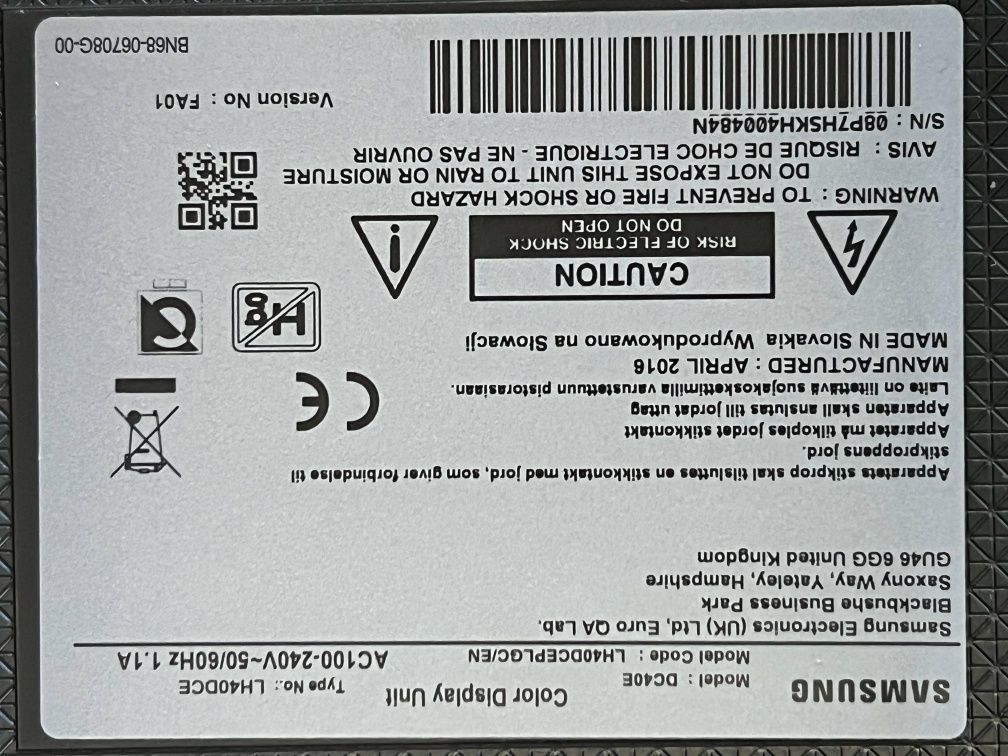 SAMSUNG
Color Display Unit
Model : DC40E
Type No.: LH40DCE
Model Code : LH40DCEPLGC/EN
AC100-240V~50/60Hz 1.1A
Samsung Electronics (UK) Ltd, Euro QA Lab.
Blackbushe Business Park
Saxony Way, Yateley, Hampshire
GU46 6GG United Kingdom
Apparatets stikprop skal tilsluttes en stikkontakt med jord, som giver forbindelse til
stikproppens jord.
Apparatet må tilkoples jordet stikkontakt
Apparaten skall anslutas till jordat uttag
Laite on liitettävä suojakoskettimilla varustettuun pistorasiaan.
MANUFACTURED : APRIL 2016
MADE IN Slovakia Wyprodukowano na Słowacji
CE
Hg
CAUTION
RISK OF ELECTRIC SHOCK
DO NOT OPEN
WARNING : TO PREVENT FIRE OR SHOCK HAZARD
DO NOT EXPOSE THIS UNIT TO RAIN OR MOISTURE
AVIS : RISQUE DE CHOC ELECTRIQUE - NE PAS OUVRIR
S/N : 08P7HSKH400484N
Version No : FA01
BN68-06708G-00